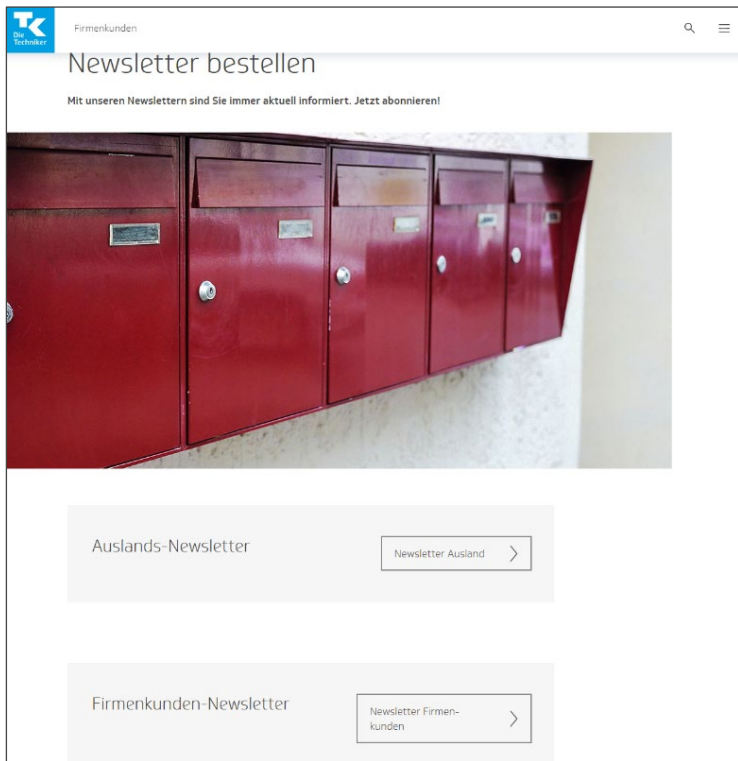 TK
Die
Techniker
Firmenkunden
Newsletter bestellen
Mit unseren Newslettern sind Sie immer aktuell informiert. Jetzt abonnieren!
Auslands-Newsletter
Newsletter Ausland
Firmenkunden-Newsletter
Newsletter Firmen-
kunden